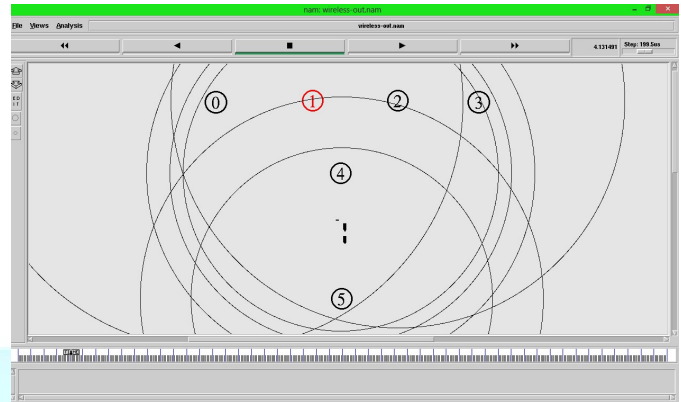 nam: wireless-out.nam
File Views Analysis wireless-out.nam
4.131491 Step: 199.5us
0 1 2 3
4
5